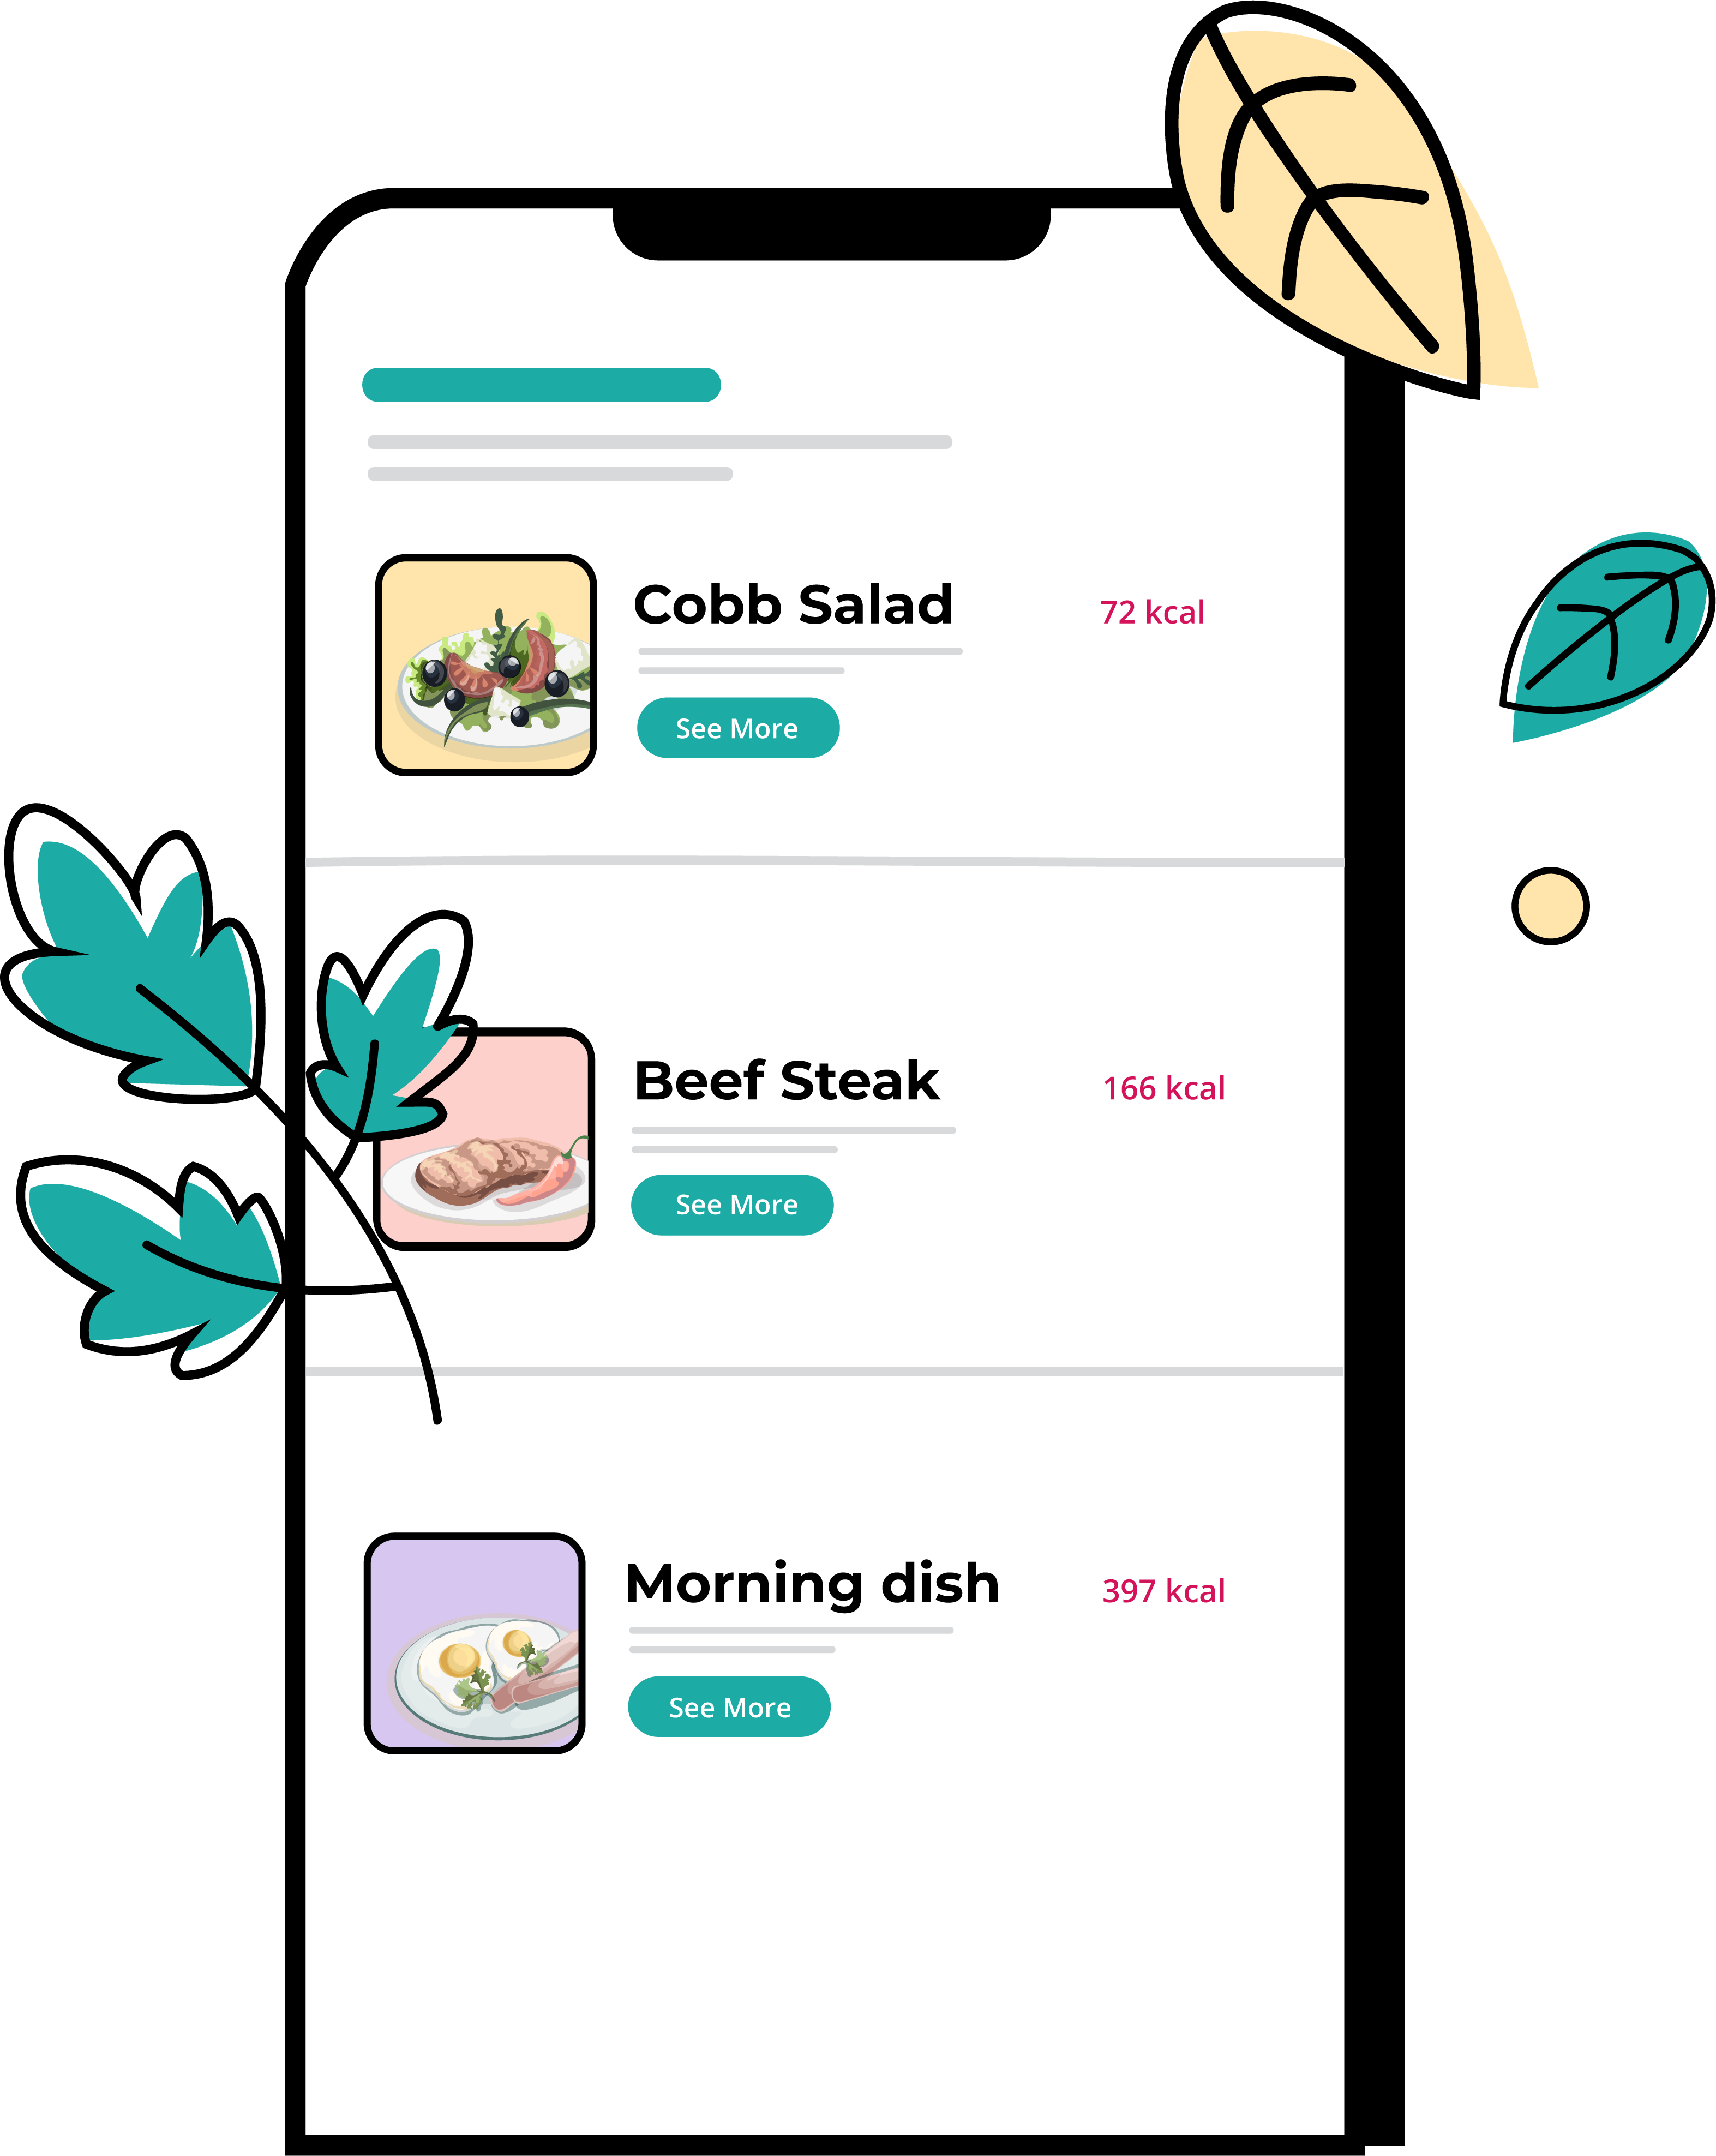 Cobb Salad
72 kcal
See More
Beef Steak
166 kcal
See More
Morning dish
397 kcal
See More